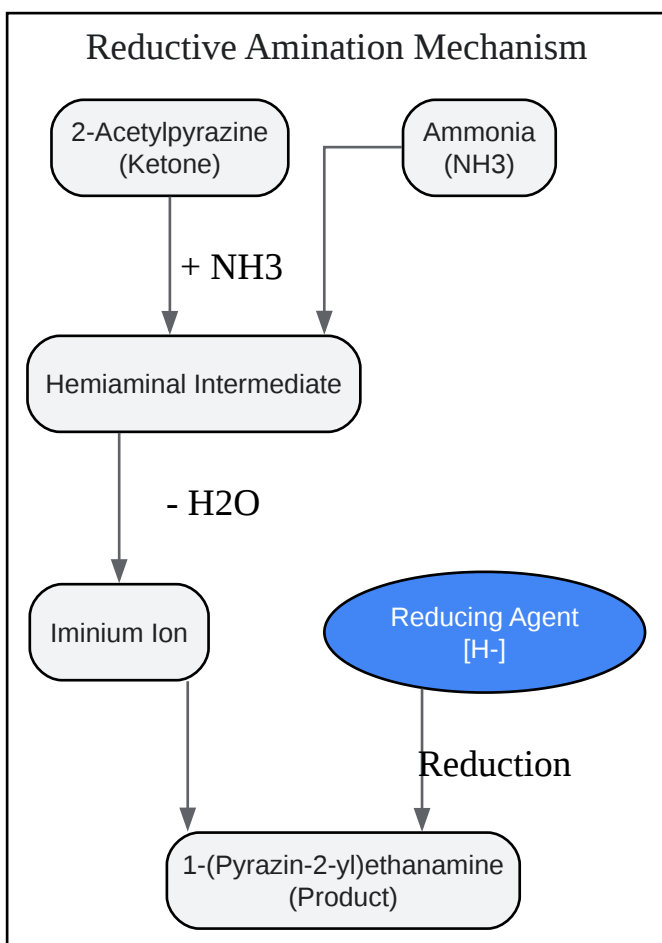 Reductive Amination Mechanism
2-Acetylpyrazine
(Ketone)
Ammonia
(NH3)
+ NH3
Hemiaminal Intermediate
- H2O
Iminium Ion
Reducing Agent
[H-]
Reduction
1-(Pyrazin-2-yl)ethanamine
(Product)